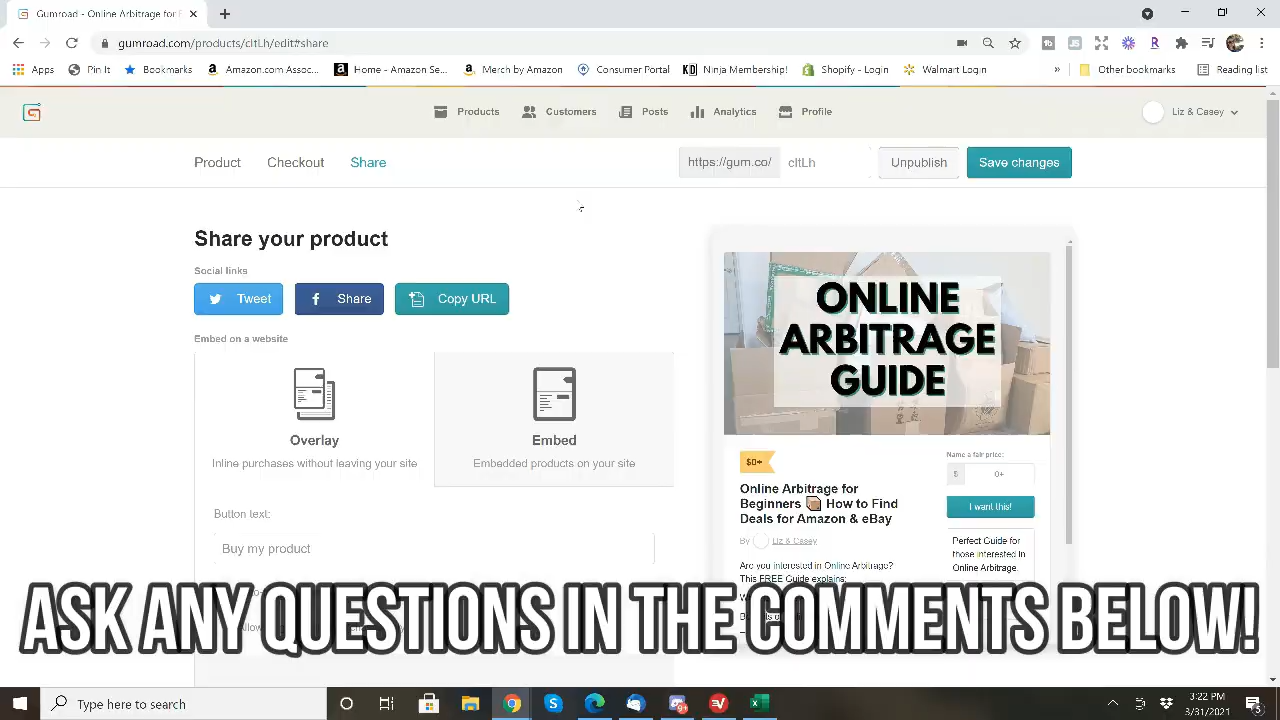 Gumroad - Online Arbitrage for E
gumroad.com/products/cltLh/edit#share
Apps
Pin It
Bookmarks
Amazon.com Assoc...
Home - Amazon Se...
Merch by Amazon
Consumer Portal
Ninja Membership!
Shopify - Login
Walmart Login
»
Other bookmarks
Reading list
Products
Customers
Posts
Analytics
Profile
Liz & Casey
Product
Checkout
Share
https://gum.co/
cltLh
Unpublish
Save changes
Share your product
Social links
Tweet
Share
Copy URL
Embed on a website
Overlay
Inline purchases without leaving your site
Embed
Embedded products on your site
Button text:
Buy my product
ONLINE
ARBITRAGE
GUIDE
$0+
Online Arbitrage for
Beginners 📦 How to Find
Deals for Amazon & eBay
By Liz & Casey
Are you interested in Online Arbitrage?
This FREE Guide explains:
Name a fair price:
$ 0+
I want this!
Perfect Guide for
those interested in
Online Arbitrage.
ASK ANY QUESTIONS IN THE COMMENTS BELOW!
Type here to search
3:22 PM
3/31/2021